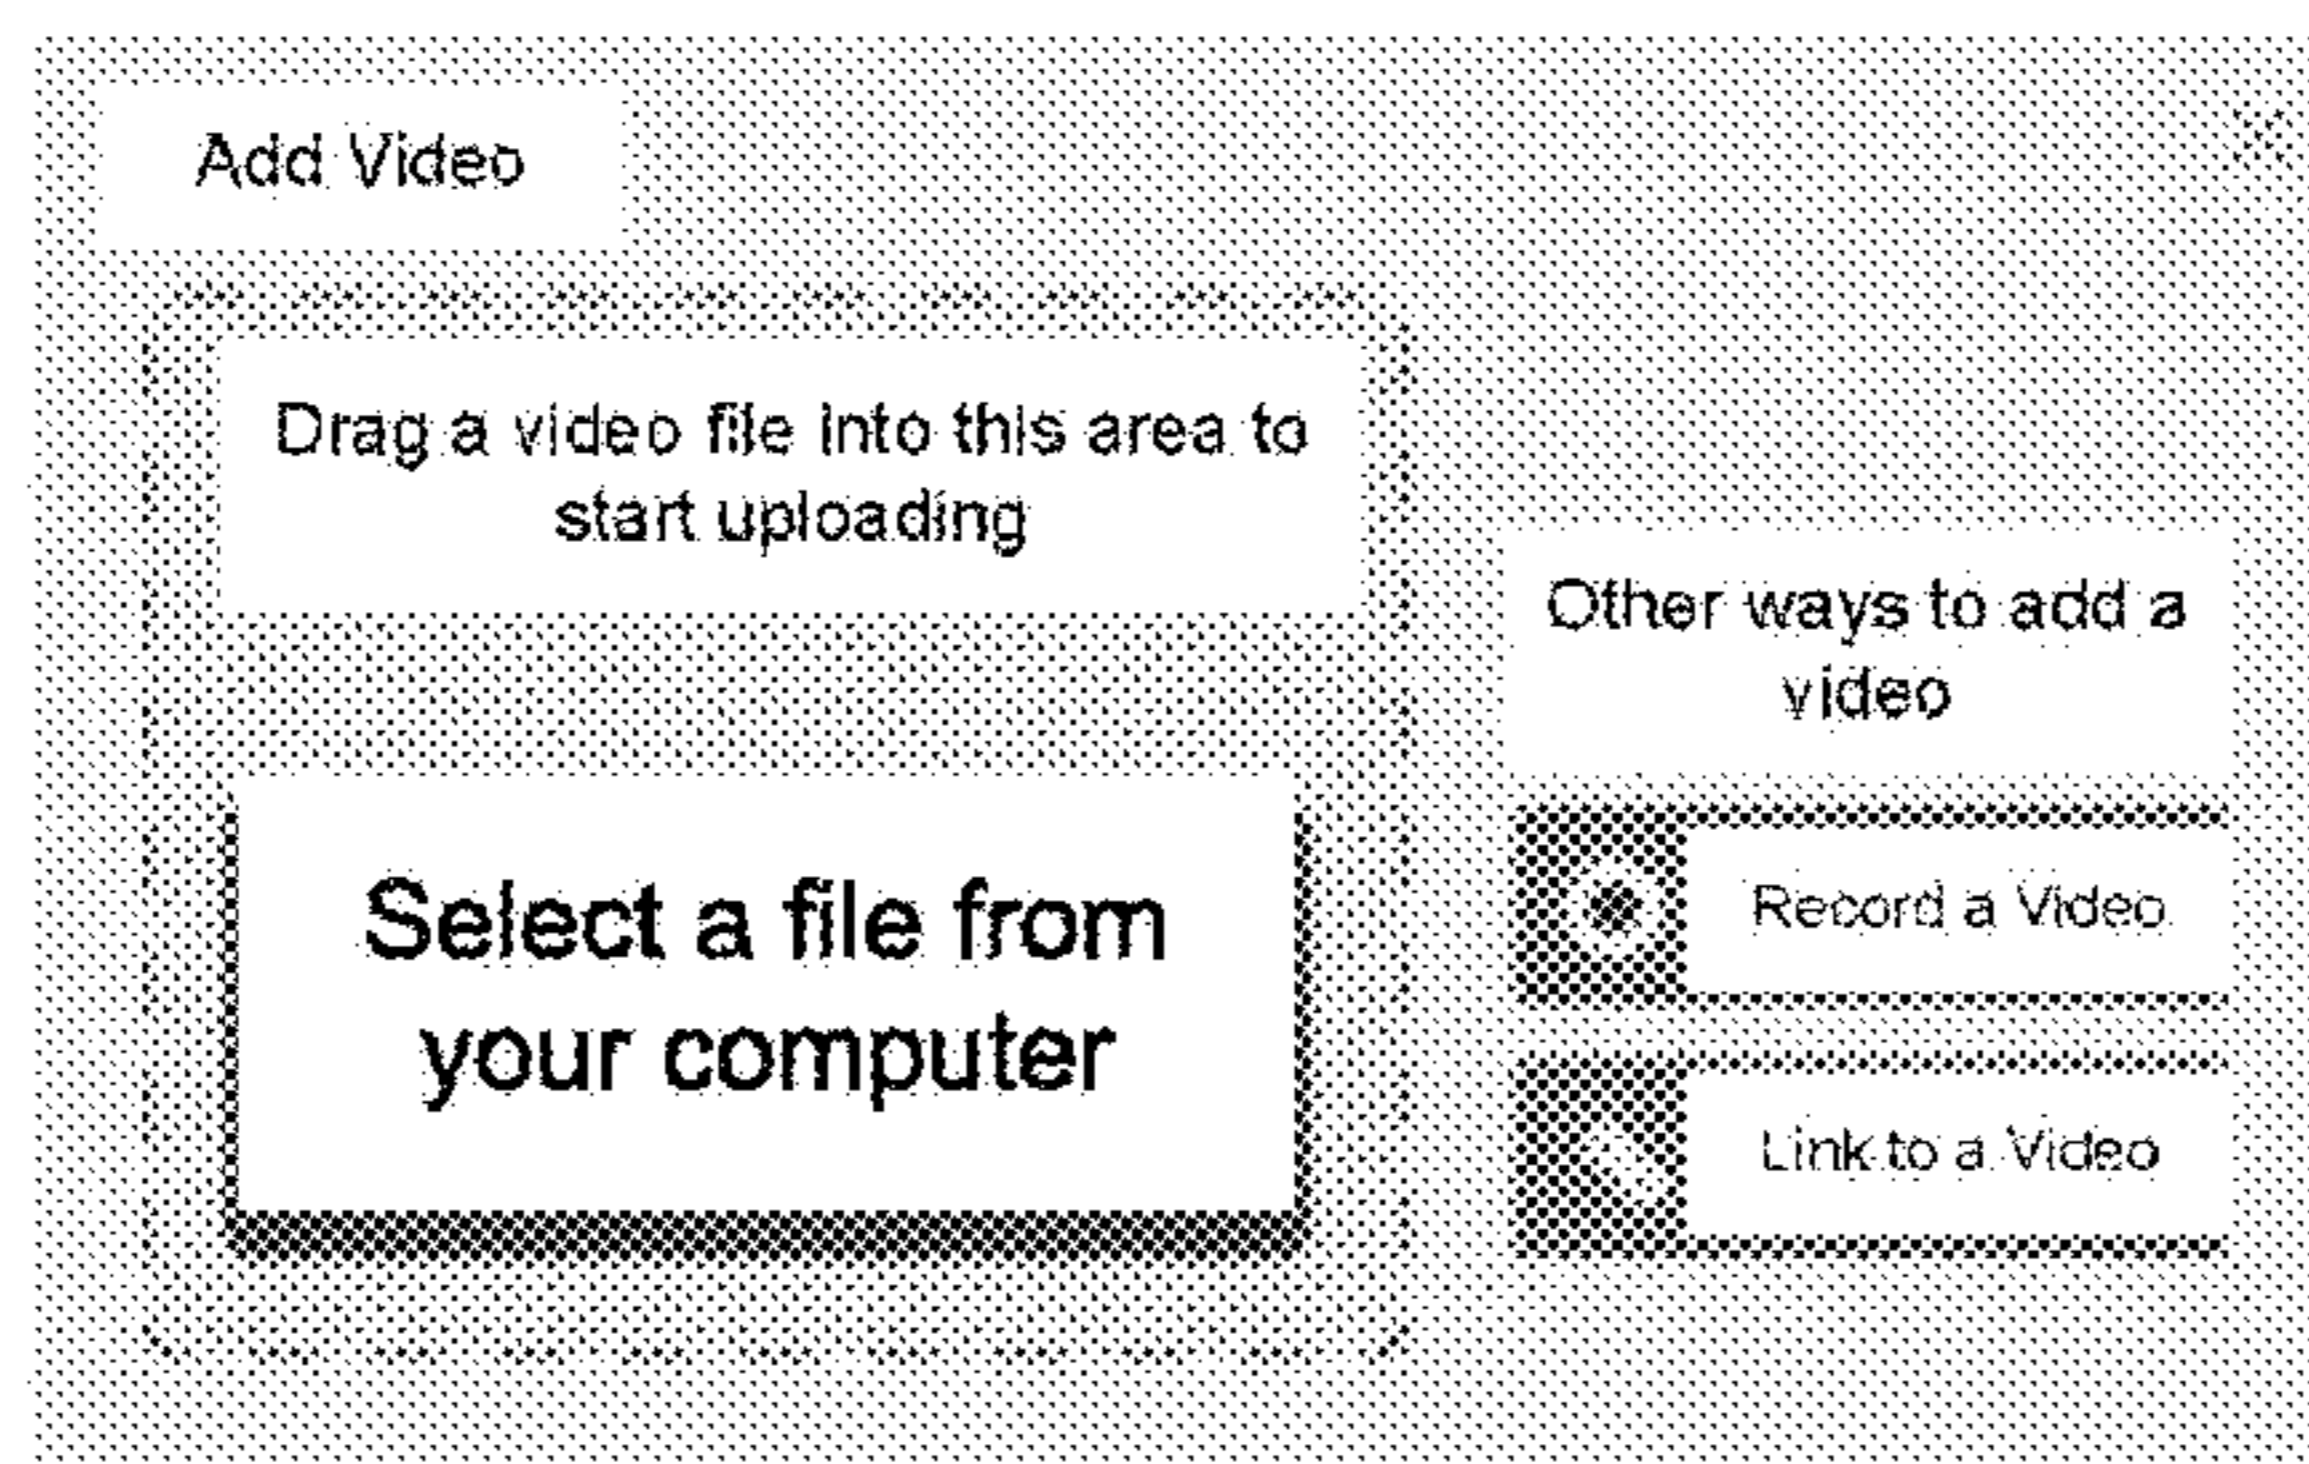 Add Video
Drag a video file into this area to
start uploading
Select a file from
your computer
Other ways to add a
video
Record a Video
Link to a Video